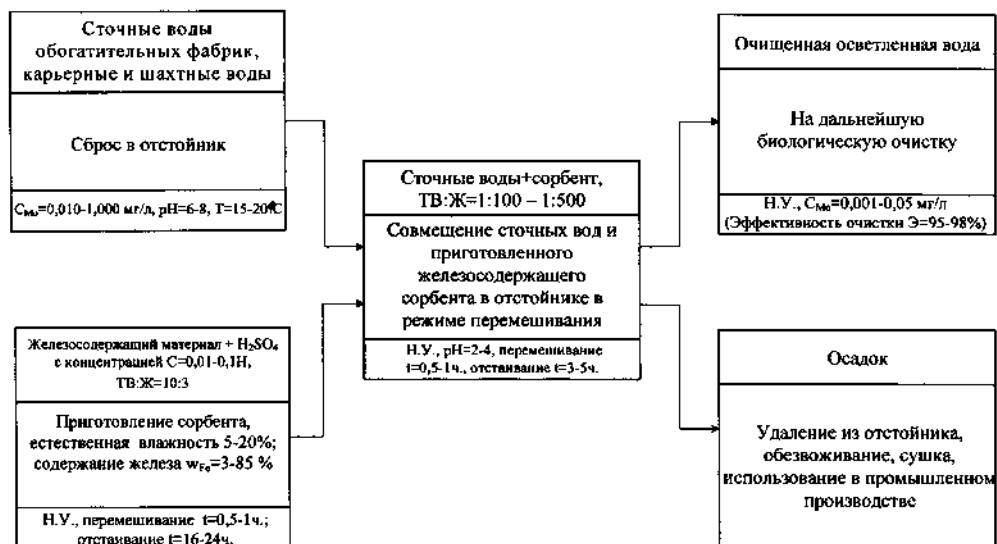 Сточные воды
обогатительных фабрик,
карьерные и шахтные воды
Сброс в отстойник
C_Mo=0,010-1,000 мг/л, pH=6-8, T=15-20°C
Железосодержащий материал + H₂SO₄
с концентрацией C=0,01-0,1Н,
ТВ:Ж=10:3
Приготовление сорбента,
естественная влажность 5-20%;
содержание железа w_Fe=3-85 %
Н.У., перемешивание t=0,5-1ч.;
отстаивание t=16-24ч.
Сточные воды+сорбент,
ТВ:Ж=1:100 – 1:500
Совмещение сточных вод и
приготовленного
железосодержащего
сорбента в отстойнике в
режиме перемешивания
Н.У., pH=2-4, перемешивание
t=0,5-1ч., отстаивание t=3-5ч.
Очищенная осветленная вода
На дальнейшую
биологическую очистку
Н.У., C_Mo=0,001-0,05 мг/л
(Эффективность очистки Э=95-98%)
Осадок
Удаление из отстойника,
обезвоживание, сушка,
использование в промышленном
производстве